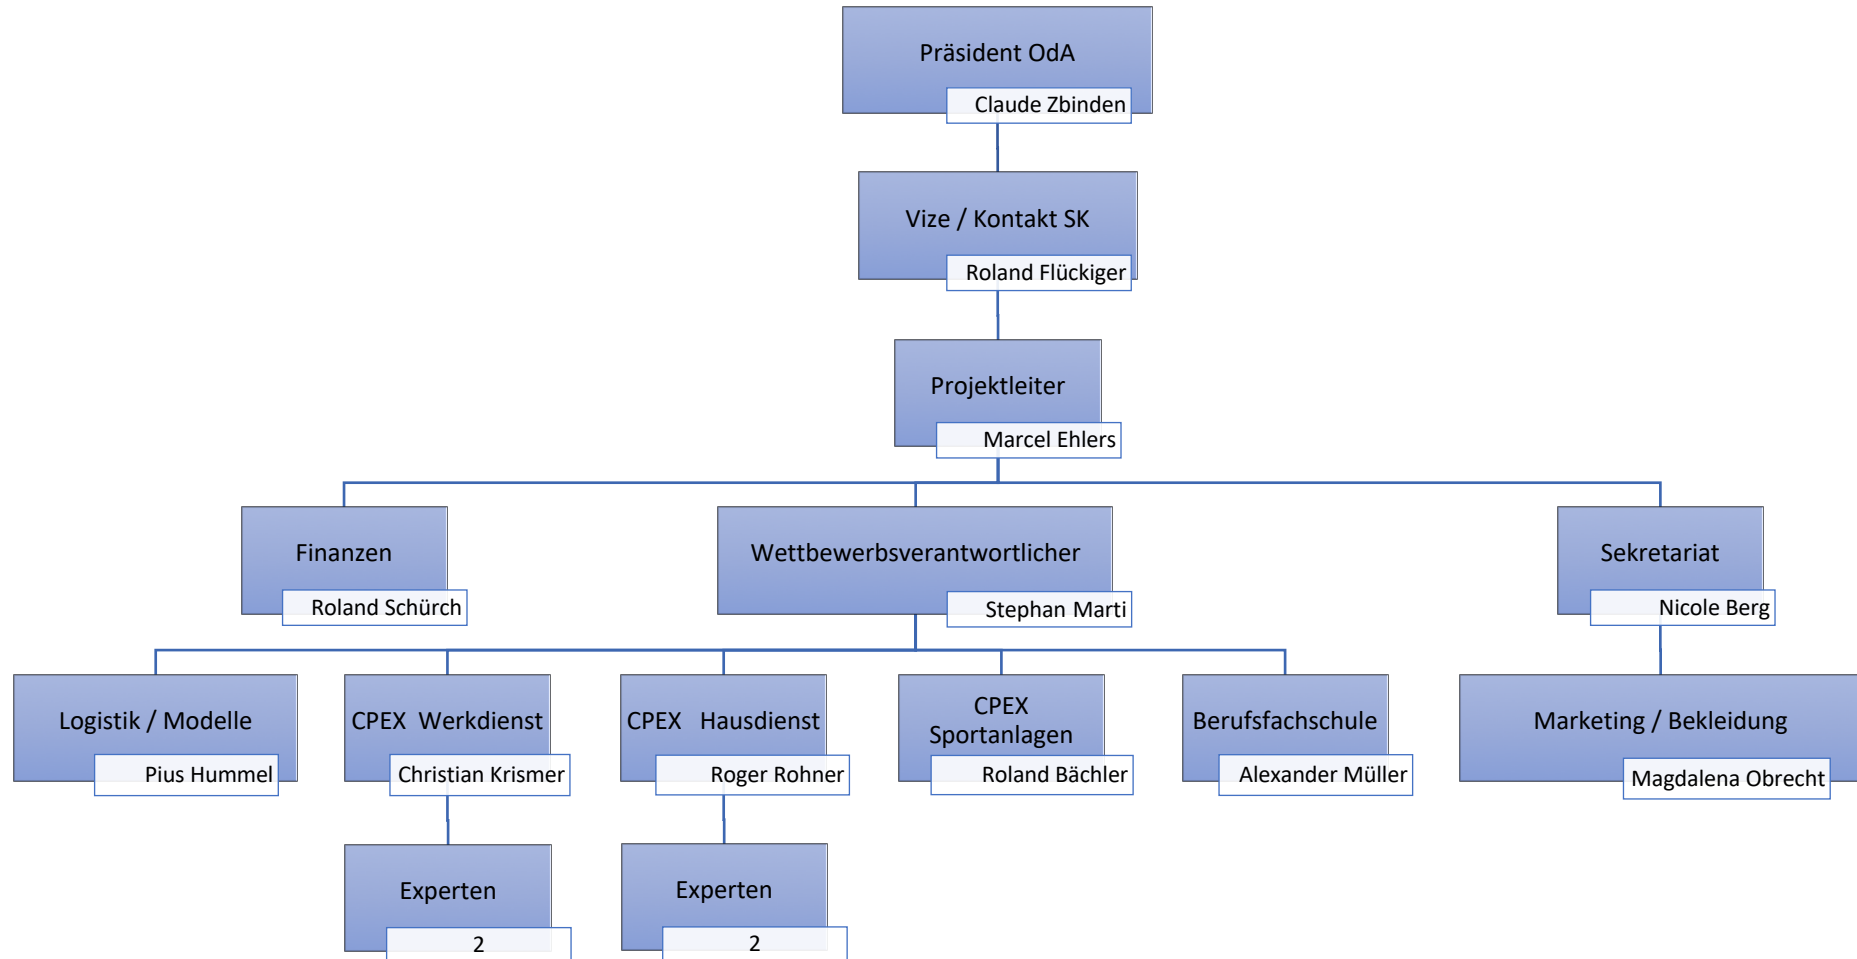 Präsident OdA
Claude Zbinden
Vize / Kontakt SK
Roland Flückiger
Projektleiter
Marcel Ehlers
Finanzen
Roland Schürch
Wettbewerbsverantwortlicher
Stephan Marti
Sekretariat
Nicole Berg
Logistik / Modelle
Pius Hummel
CPEX Werkdienst
Christian Krismer
CPEX Hausdienst
Roger Rohner
CPEX
Sportanlagen
Roland Bächler
Berufsfachschule
Alexander Müller
Marketing / Bekleidung
Magdalena Obrecht
Experten
2
Experten
2